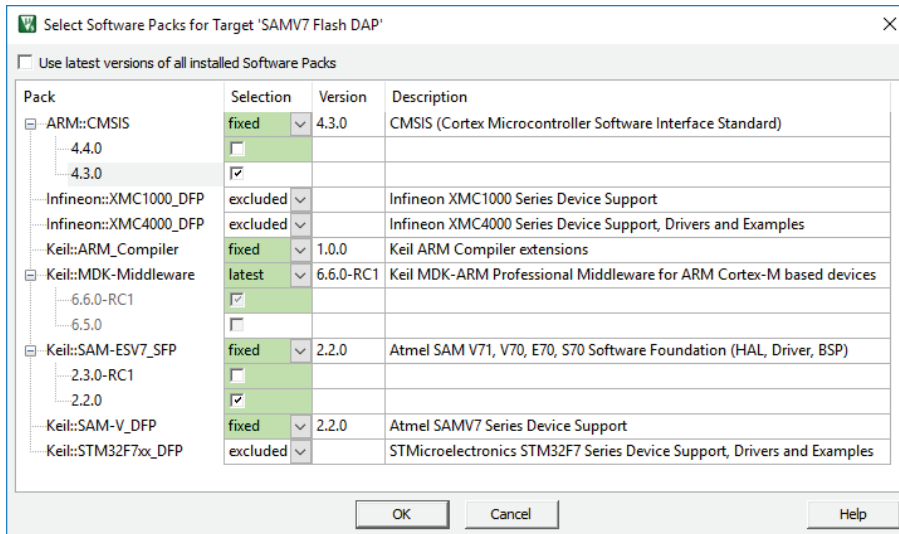 Select Software Packs for Target 'SAMV7 Flash DAP'
Use latest versions of all installed Software Packs
Pack Selection Version Description
ARM::CMSIS fixed 4.3.0 CMSIS (Cortex Microcontroller Software Interface Standard)
4.4.0
4.3.0
Infineon::XMC1000_DFP excluded Infineon XMC1000 Series Device Support
Infineon::XMC4000_DFP excluded Infineon XMC4000 Series Device Support, Drivers and Examples
Keil::ARM_Compiler fixed 1.0.0 Keil ARM Compiler extensions
Keil::MDK-Middleware latest 6.6.0-RC1 Keil MDK-ARM Professional Middleware for ARM Cortex-M based devices
6.6.0-RC1
6.5.0
Keil::SAM-ESV7_SFP fixed 2.2.0 Atmel SAM V71, V70, E70, S70 Software Foundation (HAL, Driver, BSP)
2.3.0-RC1
2.2.0
Keil::SAM-V_DFP fixed 2.2.0 Atmel SAMV7 Series Device Support
Keil::STM32F7xx_DFP excluded STMicroelectronics STM32F7 Series Device Support, Drivers and Examples
OK Cancel Help